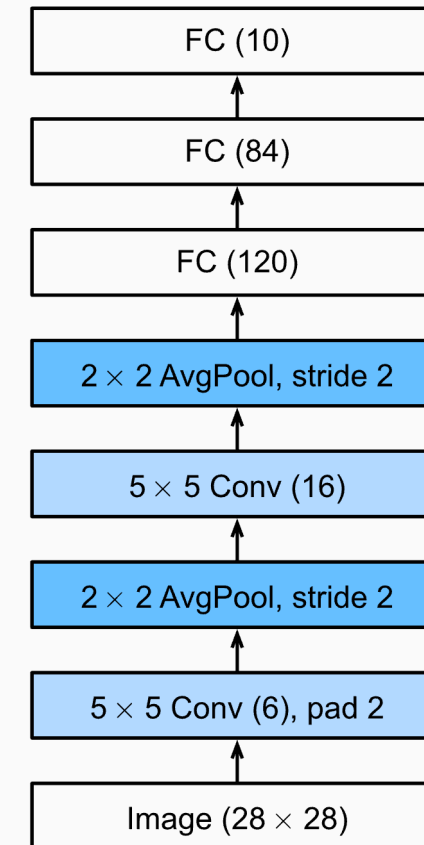 FC (10)
FC (84)
FC (120)
2 × 2 AvgPool, stride 2
5 × 5 Conv (16)
2 × 2 AvgPool, stride 2
5 × 5 Conv (6), pad 2
Image (28 × 28)